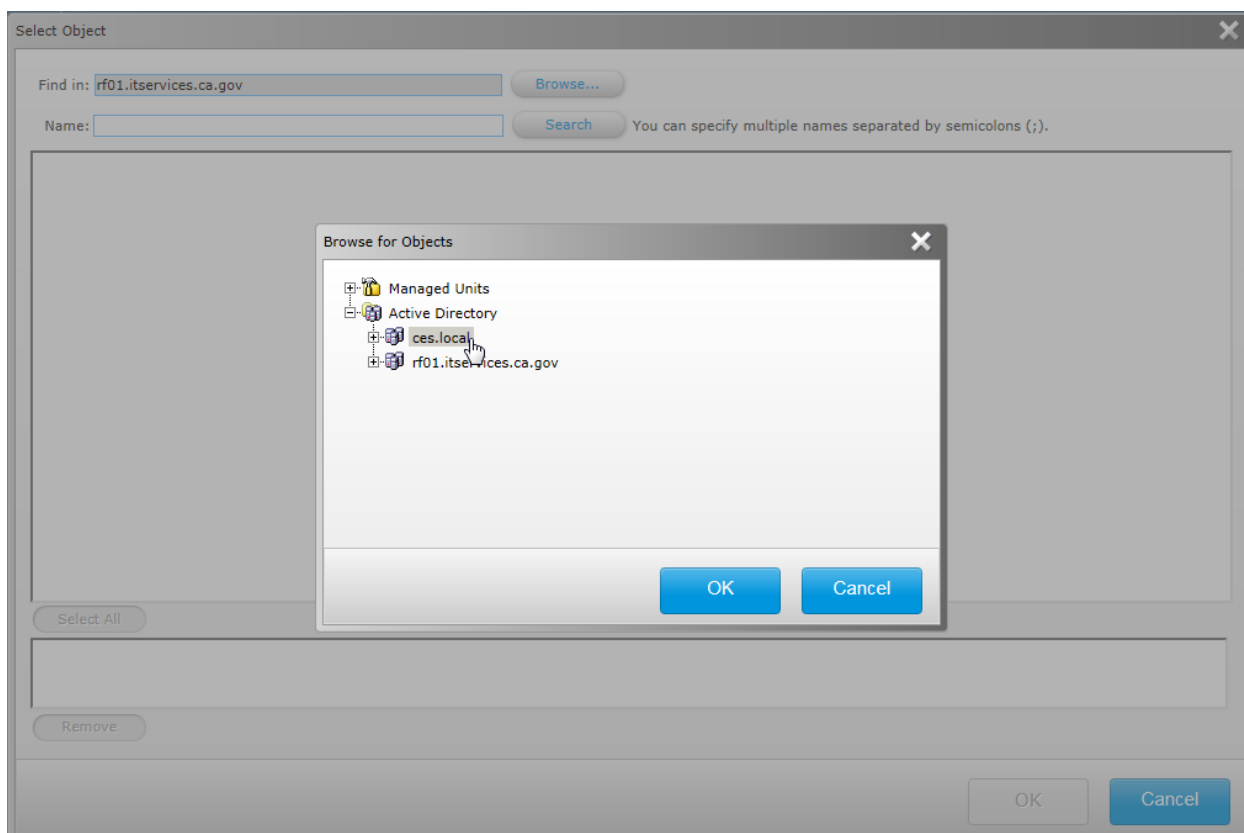 Select Object
Find in: rf01.itservices.ca.gov Browse...
Name: Search You can specify multiple names separated by semicolons (;).
Browse for Objects
Managed Units
Active Directory
ces.local
rf01.itservices.ca.gov
OK Cancel
Select All
Remove
OK Cancel